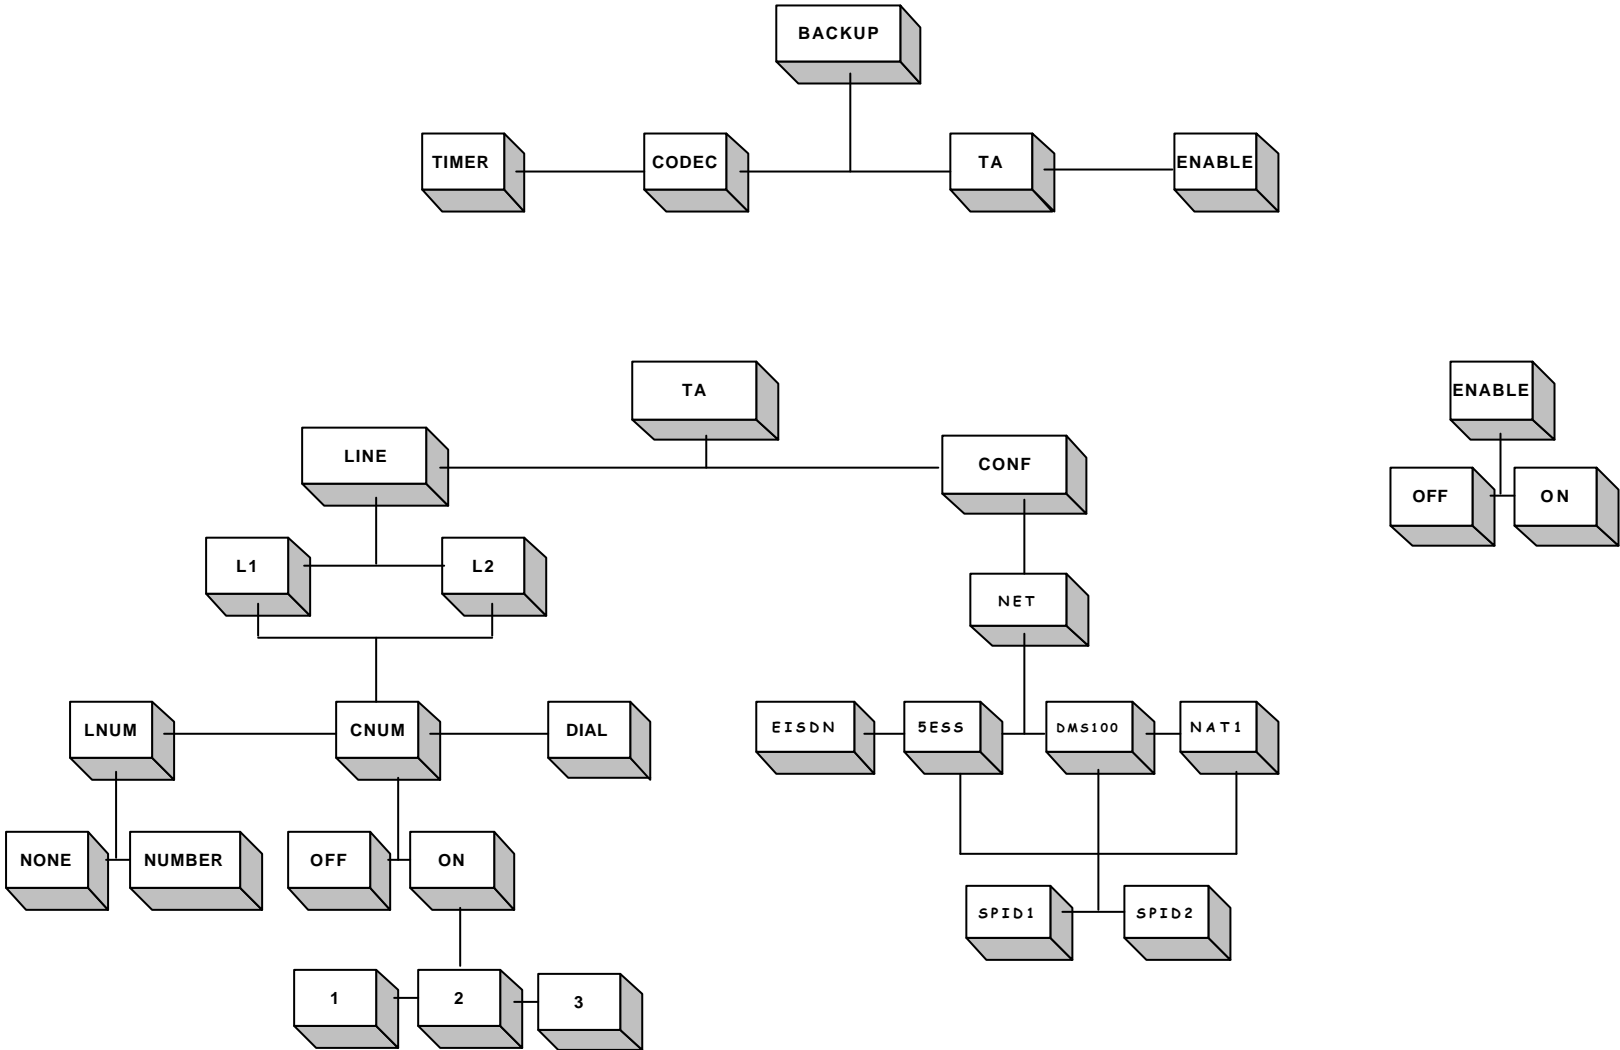 BACKUP
TIMER
CODEC
TA
ENABLE
TA
ENABLE
LINE
CONF
OFF
ON
L1
L2
NET
LNUM
CNUM
DIAL
EISDN
5ESS
DMS100
NAT1
NONE
NUMBER
OFF
ON
SPID1
SPID2
1
2
3